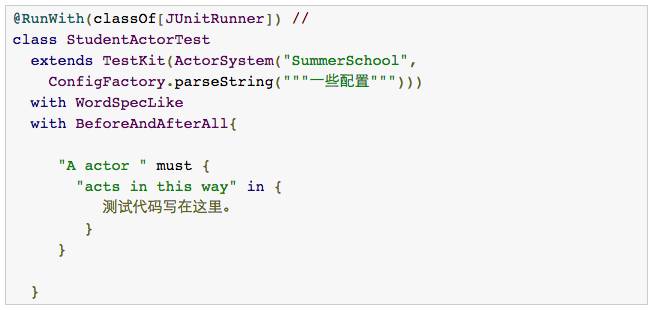 @RunWith(classOf[JUnitRunner]) //
class StudentActorTest
extends TestKit(ActorSystem("SummerSchool",
ConfigFactory.parseString("""一些配置""")))
with WordSpecLike
with BeforeAndAfterAll{
"A actor " must {
"acts in this way" in {
测试代码写在这里。
}
}
}